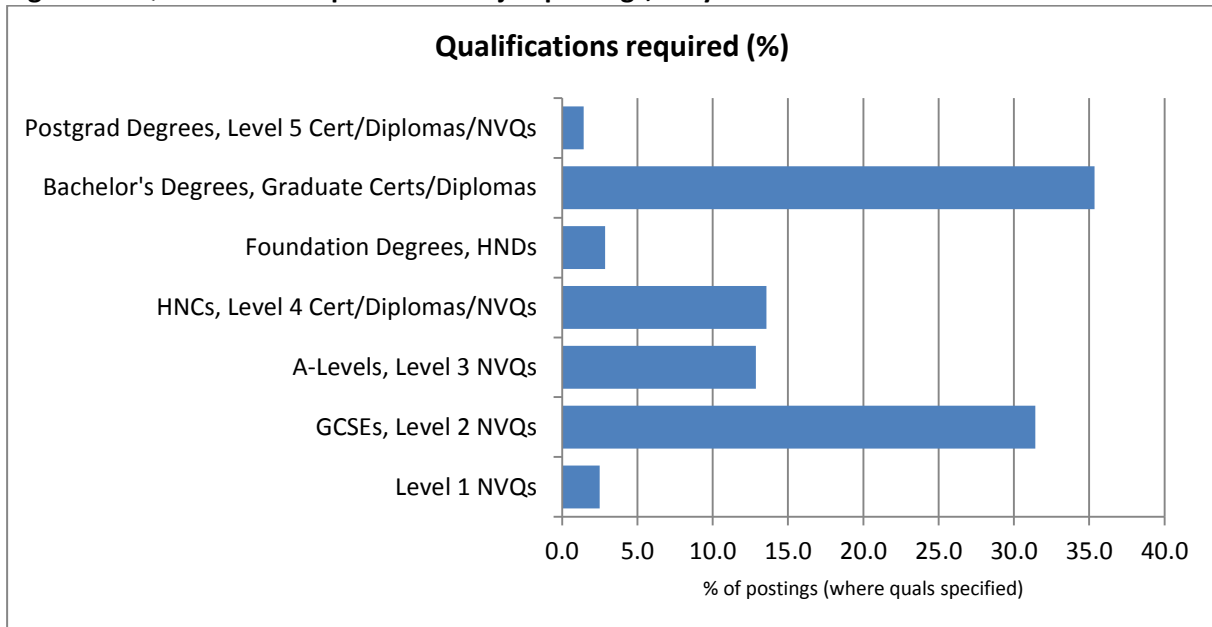 Qualifications required (%)
Postgrad Degrees, Level 5 Cert/Diplomas/NVQs
Bachelor's Degrees, Graduate Certs/Diplomas
Foundation Degrees, HNDs
HNCs, Level 4 Cert/Diplomas/NVQs
A-Levels, Level 3 NVQs
GCSEs, Level 2 NVQs
Level 1 NVQs
0.0 5.0 10.0 15.0 20.0 25.0 30.0 35.0 40.0
% of postings (where quals specified)